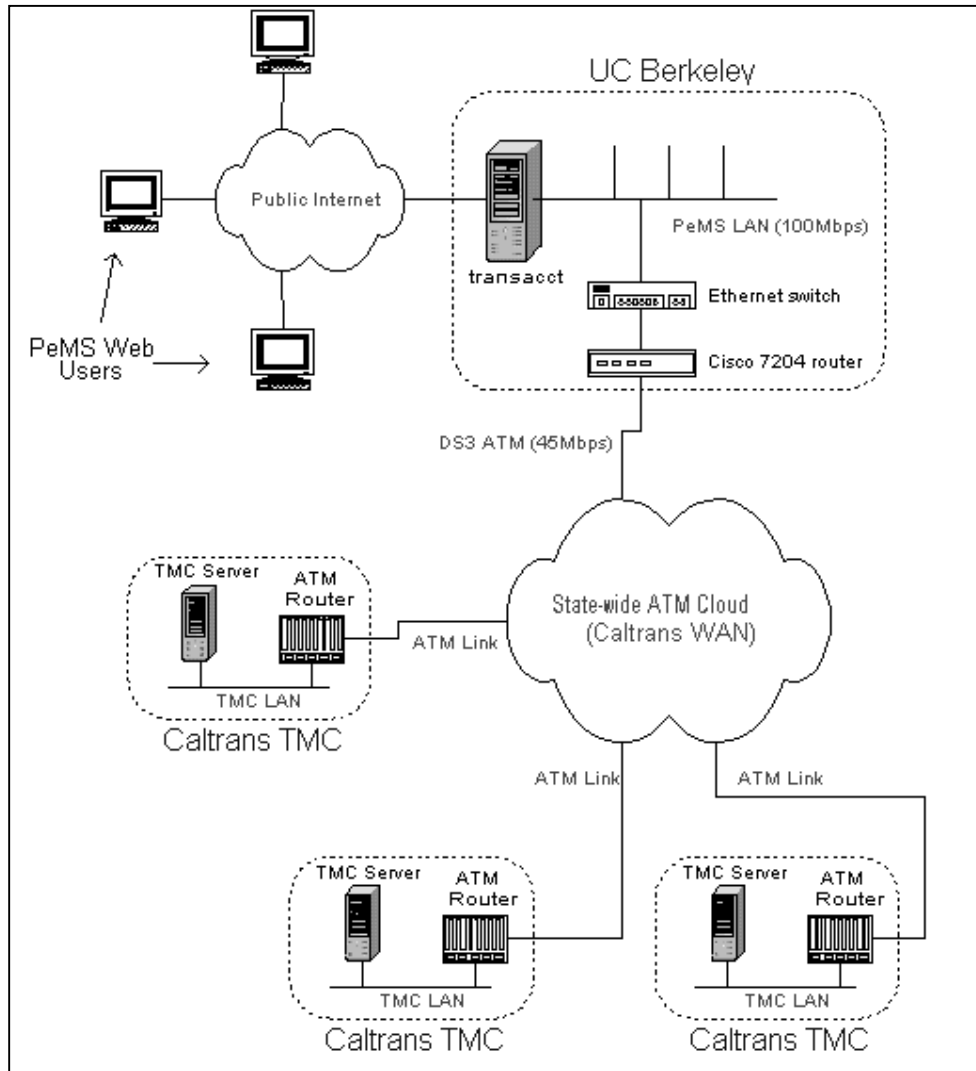 UC Berkeley
Public Internet
PeMS LAN (100Mbps)
transacct
Ethernet switch
PeMS Web
Users
Cisco 7204 router
DS3 ATM (45Mbps)
TMC Server
ATM
Router
State-wide ATM Cloud
(Caltrans WAN)
ATM Link
TMC LAN
Caltrans TMC
ATM Link
ATM Link
TMC Server
ATM
Router
TMC LAN
Caltrans TMC
TMC Server
ATM
Router
TMC LAN
Caltrans TMC